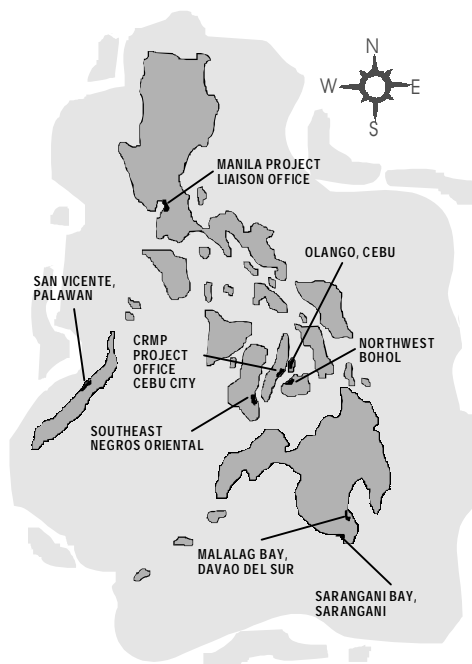 N
W
E
S
MANILA PROJECT
LIAISON OFFICE
OLANGO, CEBU
SAN VICENTE,
PALAWAN
CRMP
PROJECT
OFFICE
CEBU CITY
NORTHWEST
BOHOL
SOUTHEAST
NEGROS ORIENTAL
MALALAG BAY,
DAVAO DEL SUR
SARANGANI BAY,
SARANGANI